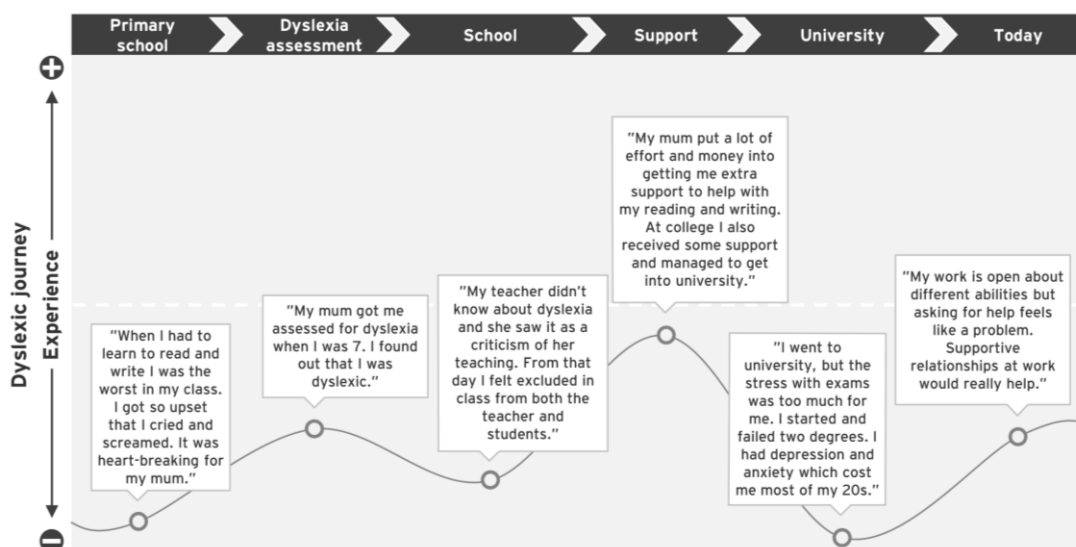 Primary
school
Dyslexia
assessment
School
Support
University
Today
Dyslexic journey
Experience
"When I had to
learn to read and
write I was the
worst in my class.
I got so upset
that I cried and
screamed. It was
heart-breaking for
my mum."
"My mum got me
assessed for dyslexia
when I was 7. I found
out that I was
dyslexic."
"My teacher didn't
know about dyslexia
and she saw it as a
criticism of her
teaching. From that
day I felt excluded in
class from both the
teacher and
students."
"My mum put a lot of
effort and money into
getting me extra
support to help with
my reading and writing.
At college I also
received some support
and managed to get
into university."
"I went to
university, but the
stress with exams
was too much for
me. I started and
failed two degrees. I
had depression and
anxiety which cost
me most of my 20s."
"My work is open about
different abilities but
asking for help feels
like a problem.
Supportive
relationships at work
would really help."